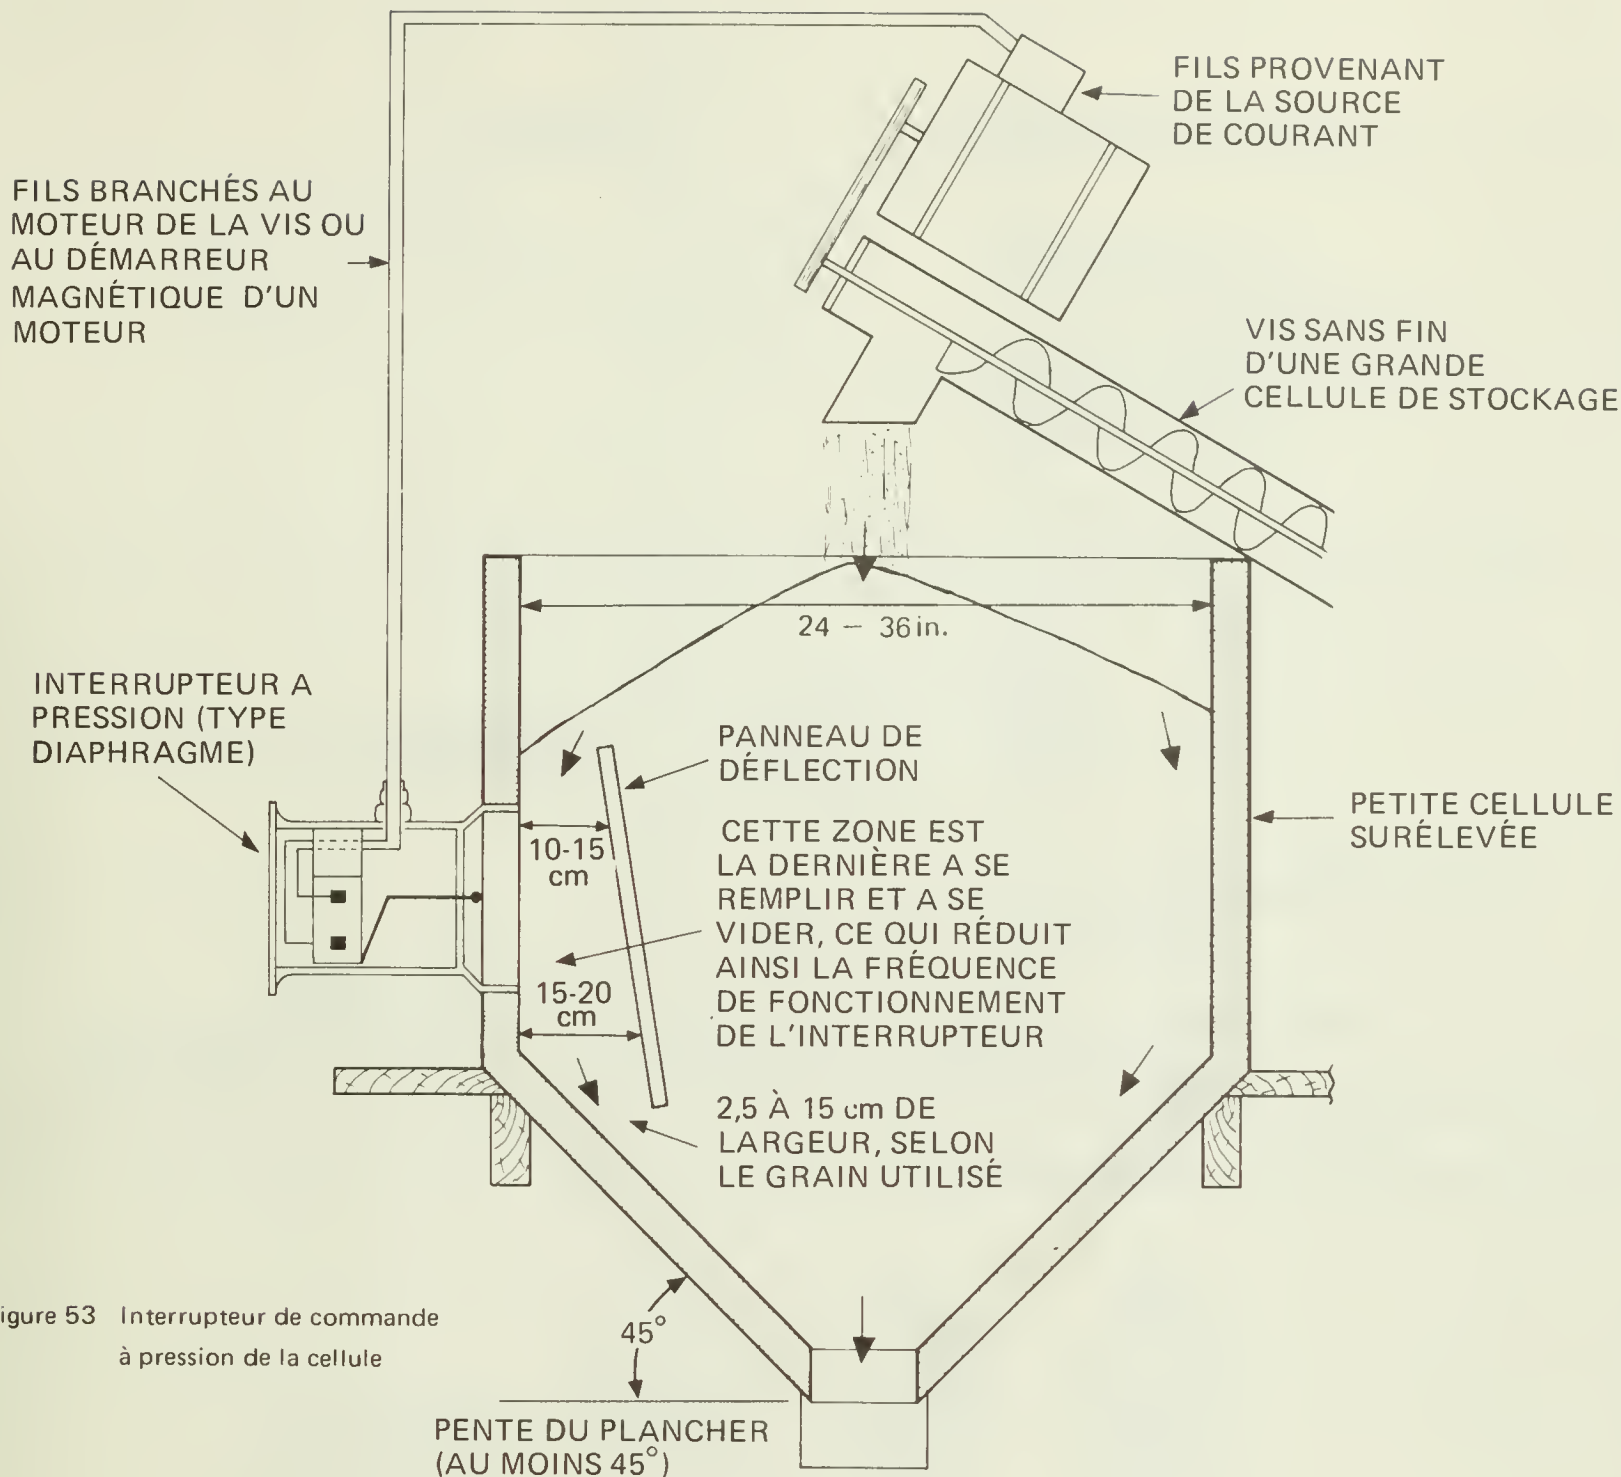 FILS PROVENANT
DE LA SOURCE
DE COURANT
FILS BRANCHÉS AU
MOTEUR DE LA VIS OU
AU DÉMARREUR
MAGNÉTIQUE D'UN
MOTEUR
VIS SANS FIN
D'UNE GRANDE
CELLULE DE STOCKAGE
24 – 36 in.
INTERRUPTEUR A
PRESSION (TYPE
DIAPHRAGME)
PANNEAU DE
DÉFLECTION
PETITE CELLULE
SURÉLEVÉE
10-15
cm
CETTE ZONE EST
LA DERNIÈRE A SE
REMPLIR ET A SE
VIDER, CE QUI RÉDUIT
AINSI LA FRÉQUENCE
DE FONCTIONNEMENT
DE L'INTERRUPTEUR
15-20
cm
2,5 À 15 cm DE
LARGEUR, SELON
LE GRAIN UTILISÉ
igure 53 Interrupteur de commande
à pression de la cellule
45°
PENTE DU PLANCHER
(AU MOINS 45°)